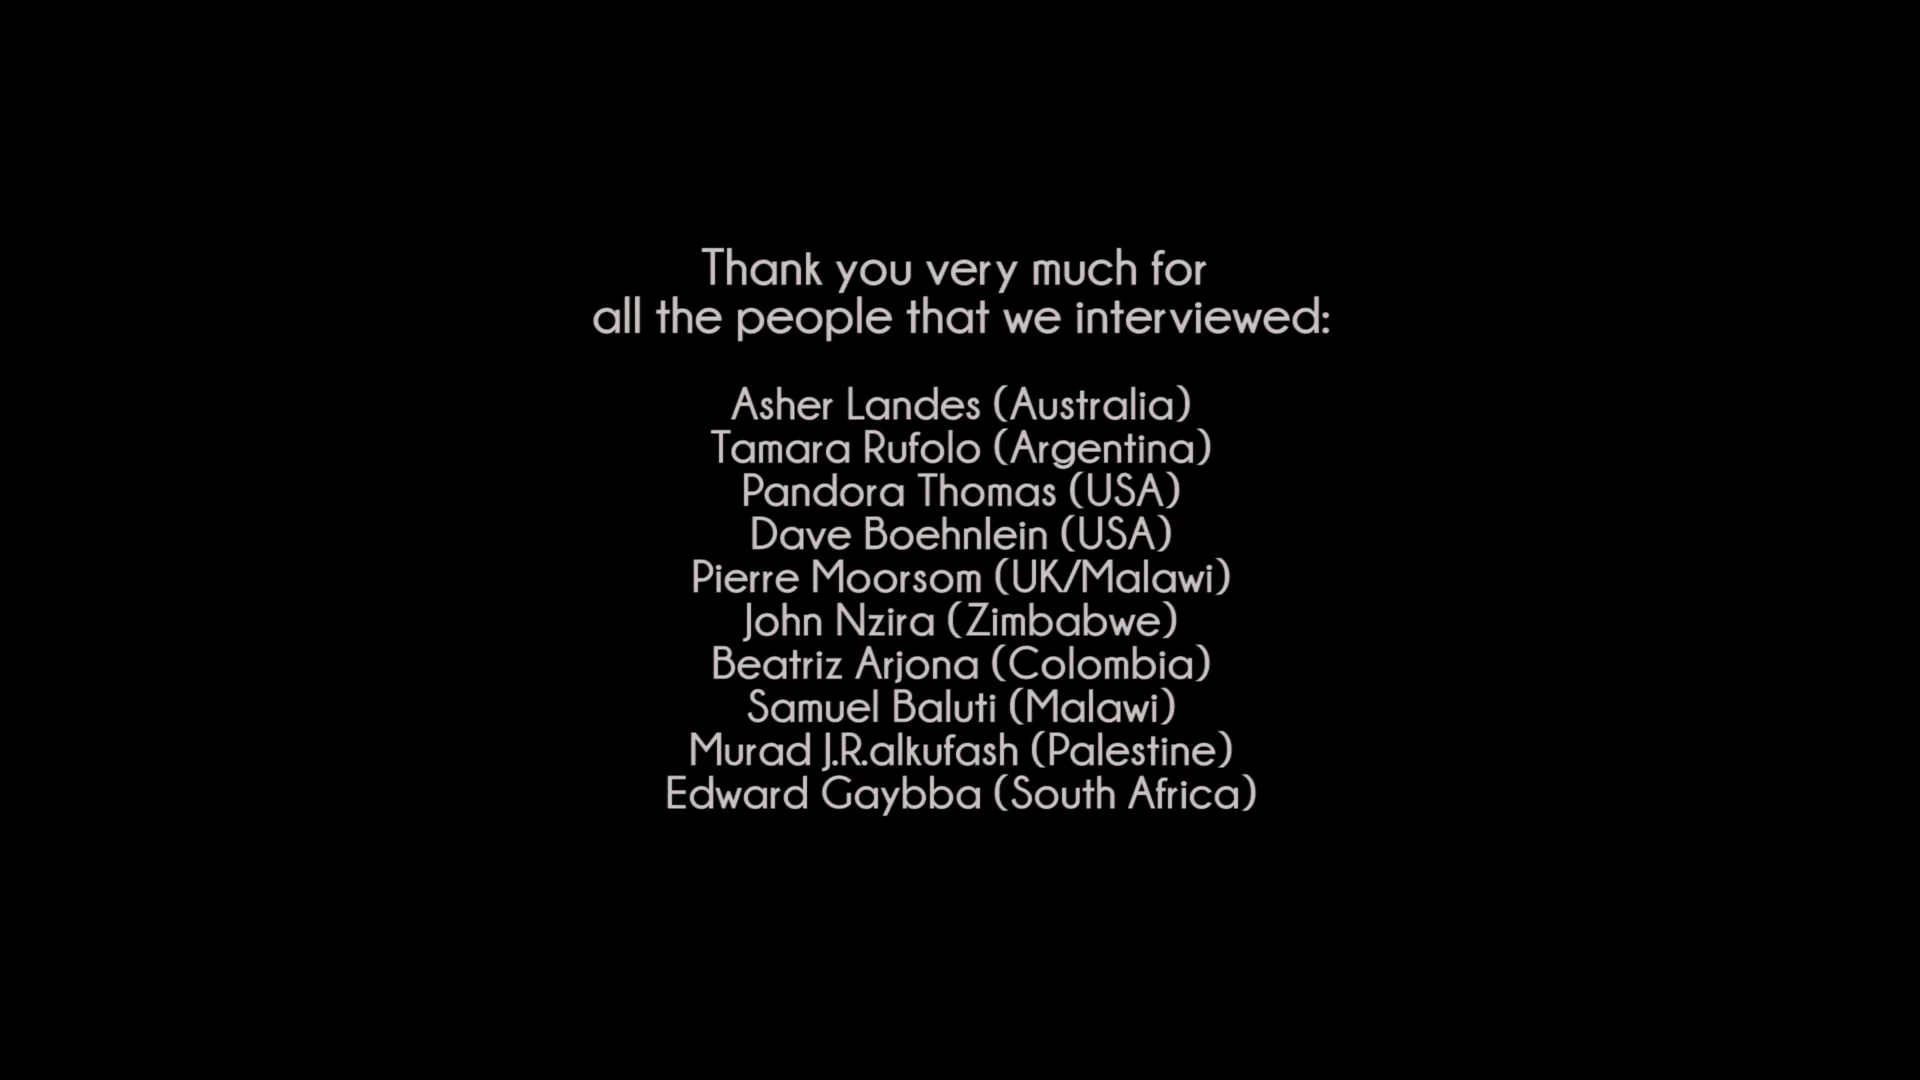 Thank you very much for
all the people that we interviewed:
Asher Landes (Australia)
Tamara Rufolo (Argentina)
Pandora Thomas (USA)
Dave Boehnlein (USA)
Pierre Moorsom (UK/Malawi)
John Nzira (Zimbabwe)
Beatriz Arjona (Colombia)
Samuel Baluti (Malawi)
Murad J.R.alkufash (Palestine)
Edward Gaybba (South Africa)